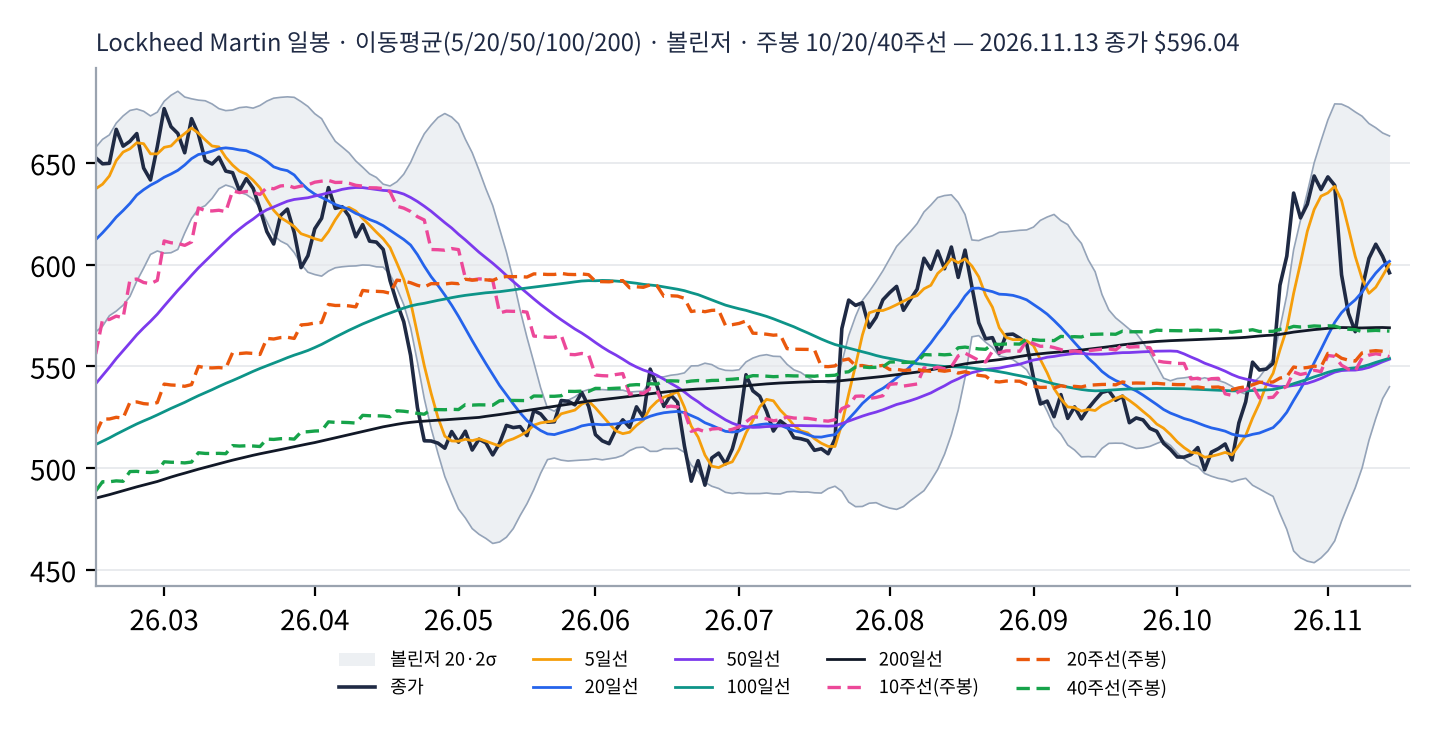 Lockheed Martin 일봉 · 이동평균(5/20/50/100/200) · 볼린저 · 주봉 10/20/40주선 — 2026.11.13 종가 $596.04
650
600
550
500
450
26.03 26.04 26.05 26.06 26.07 26.08 26.09 26.10 26.11
볼린저 20·2σ 5일선 50일선 200일선 20주선(주봉)
종가 20일선 100일선 10주선(주봉) 40주선(주봉)